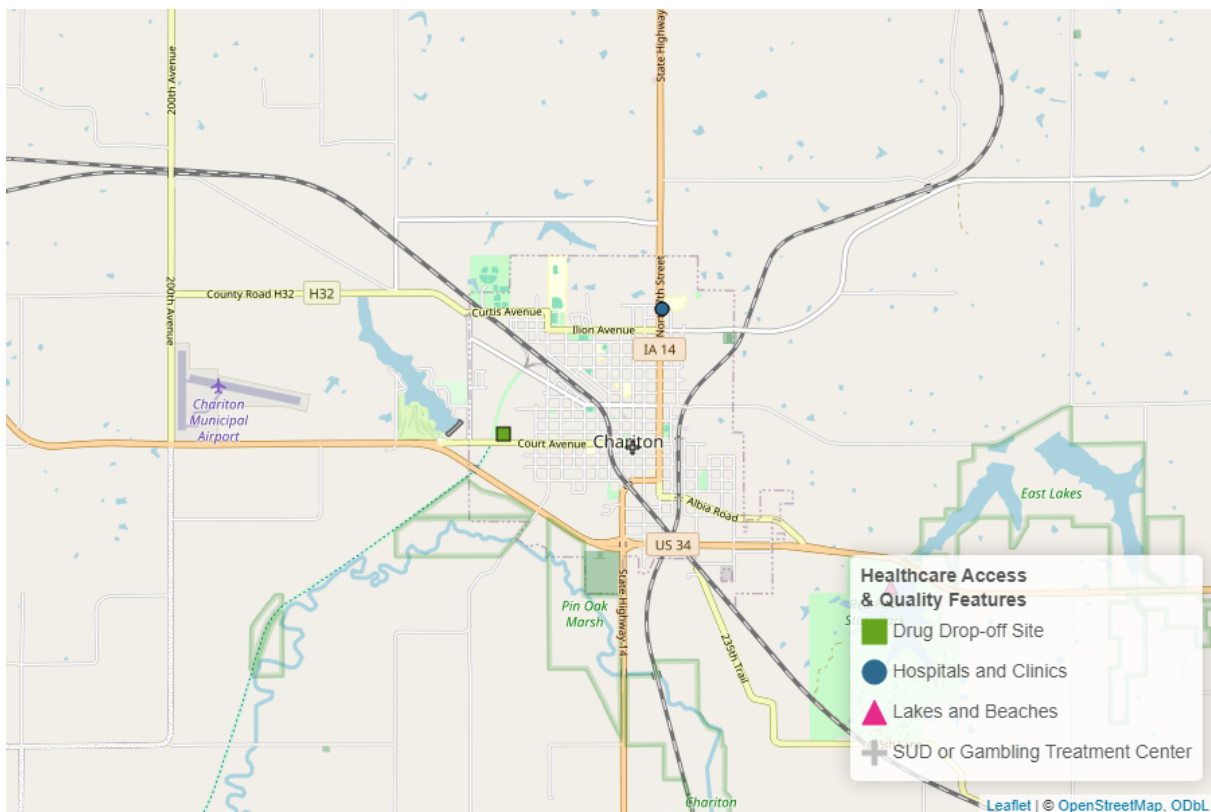 200th Avenue
State Highway
200th Avenue
County Road H32
H32
Curtis Avenue
Ilion Avenue
IA 14
Chariton
Municipal
Airport
Court Avenue
Chariton
East Lakes
Albia Road
US 34
Pin Oak
Marsh
State Highway 14
235th Trail
Chariton
Healthcare Access
& Quality Features
Drug Drop-off Site
Hospitals and Clinics
Lakes and Beaches
SUD or Gambling Treatment Center
Leaflet | © OpenStreetMap, ODbL